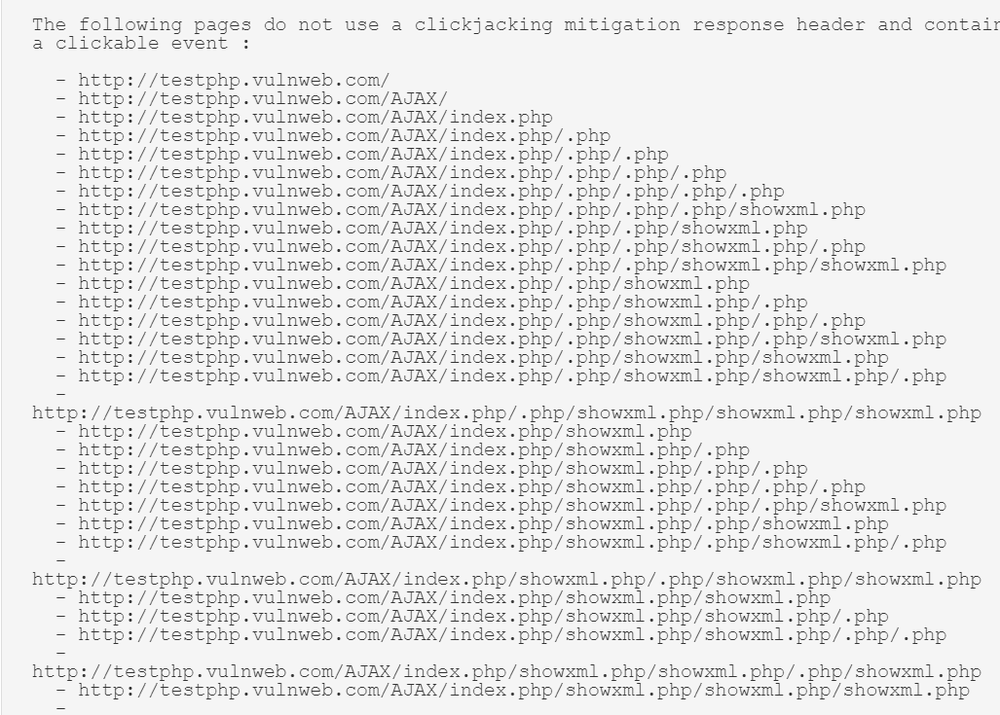 The following pages do not use a clickjacking mitigation response header and contain
a clickable event :
- http://testphp.vulnweb.com/
- http://testphp.vulnweb.com/AJAX/
- http://testphp.vulnweb.com/AJAX/index.php
- http://testphp.vulnweb.com/AJAX/index.php/.php
- http://testphp.vulnweb.com/AJAX/index.php/.php/.php
- http://testphp.vulnweb.com/AJAX/index.php/.php/.php/.php
- http://testphp.vulnweb.com/AJAX/index.php/.php/.php/.php/.php
- http://testphp.vulnweb.com/AJAX/index.php/.php/.php/.php/showxml.php
- http://testphp.vulnweb.com/AJAX/index.php/.php/.php/showxml.php
- http://testphp.vulnweb.com/AJAX/index.php/.php/.php/showxml.php/.php
- http://testphp.vulnweb.com/AJAX/index.php/.php/.php/showxml.php/showxml.php
- http://testphp.vulnweb.com/AJAX/index.php/.php/showxml.php
- http://testphp.vulnweb.com/AJAX/index.php/.php/showxml.php/.php
- http://testphp.vulnweb.com/AJAX/index.php/.php/showxml.php/.php/.php
- http://testphp.vulnweb.com/AJAX/index.php/.php/showxml.php/.php/showxml.php
- http://testphp.vulnweb.com/AJAX/index.php/.php/showxml.php/showxml.php
- http://testphp.vulnweb.com/AJAX/index.php/.php/showxml.php/showxml.php/.php
-
http://testphp.vulnweb.com/AJAX/index.php/.php/showxml.php/showxml.php/showxml.php
- http://testphp.vulnweb.com/AJAX/index.php/showxml.php
- http://testphp.vulnweb.com/AJAX/index.php/showxml.php/.php
- http://testphp.vulnweb.com/AJAX/index.php/showxml.php/.php/.php
- http://testphp.vulnweb.com/AJAX/index.php/showxml.php/.php/.php/.php
- http://testphp.vulnweb.com/AJAX/index.php/showxml.php/.php/.php/showxml.php
- http://testphp.vulnweb.com/AJAX/index.php/showxml.php/.php/showxml.php
- http://testphp.vulnweb.com/AJAX/index.php/showxml.php/.php/showxml.php/.php
-
http://testphp.vulnweb.com/AJAX/index.php/showxml.php/.php/showxml.php/showxml.php
- http://testphp.vulnweb.com/AJAX/index.php/showxml.php/showxml.php
- http://testphp.vulnweb.com/AJAX/index.php/showxml.php/showxml.php/.php
- http://testphp.vulnweb.com/AJAX/index.php/showxml.php/showxml.php/.php/.php
-
http://testphp.vulnweb.com/AJAX/index.php/showxml.php/showxml.php/.php/showxml.php
- http://testphp.vulnweb.com/AJAX/index.php/showxml.php/showxml.php/showxml.php
-